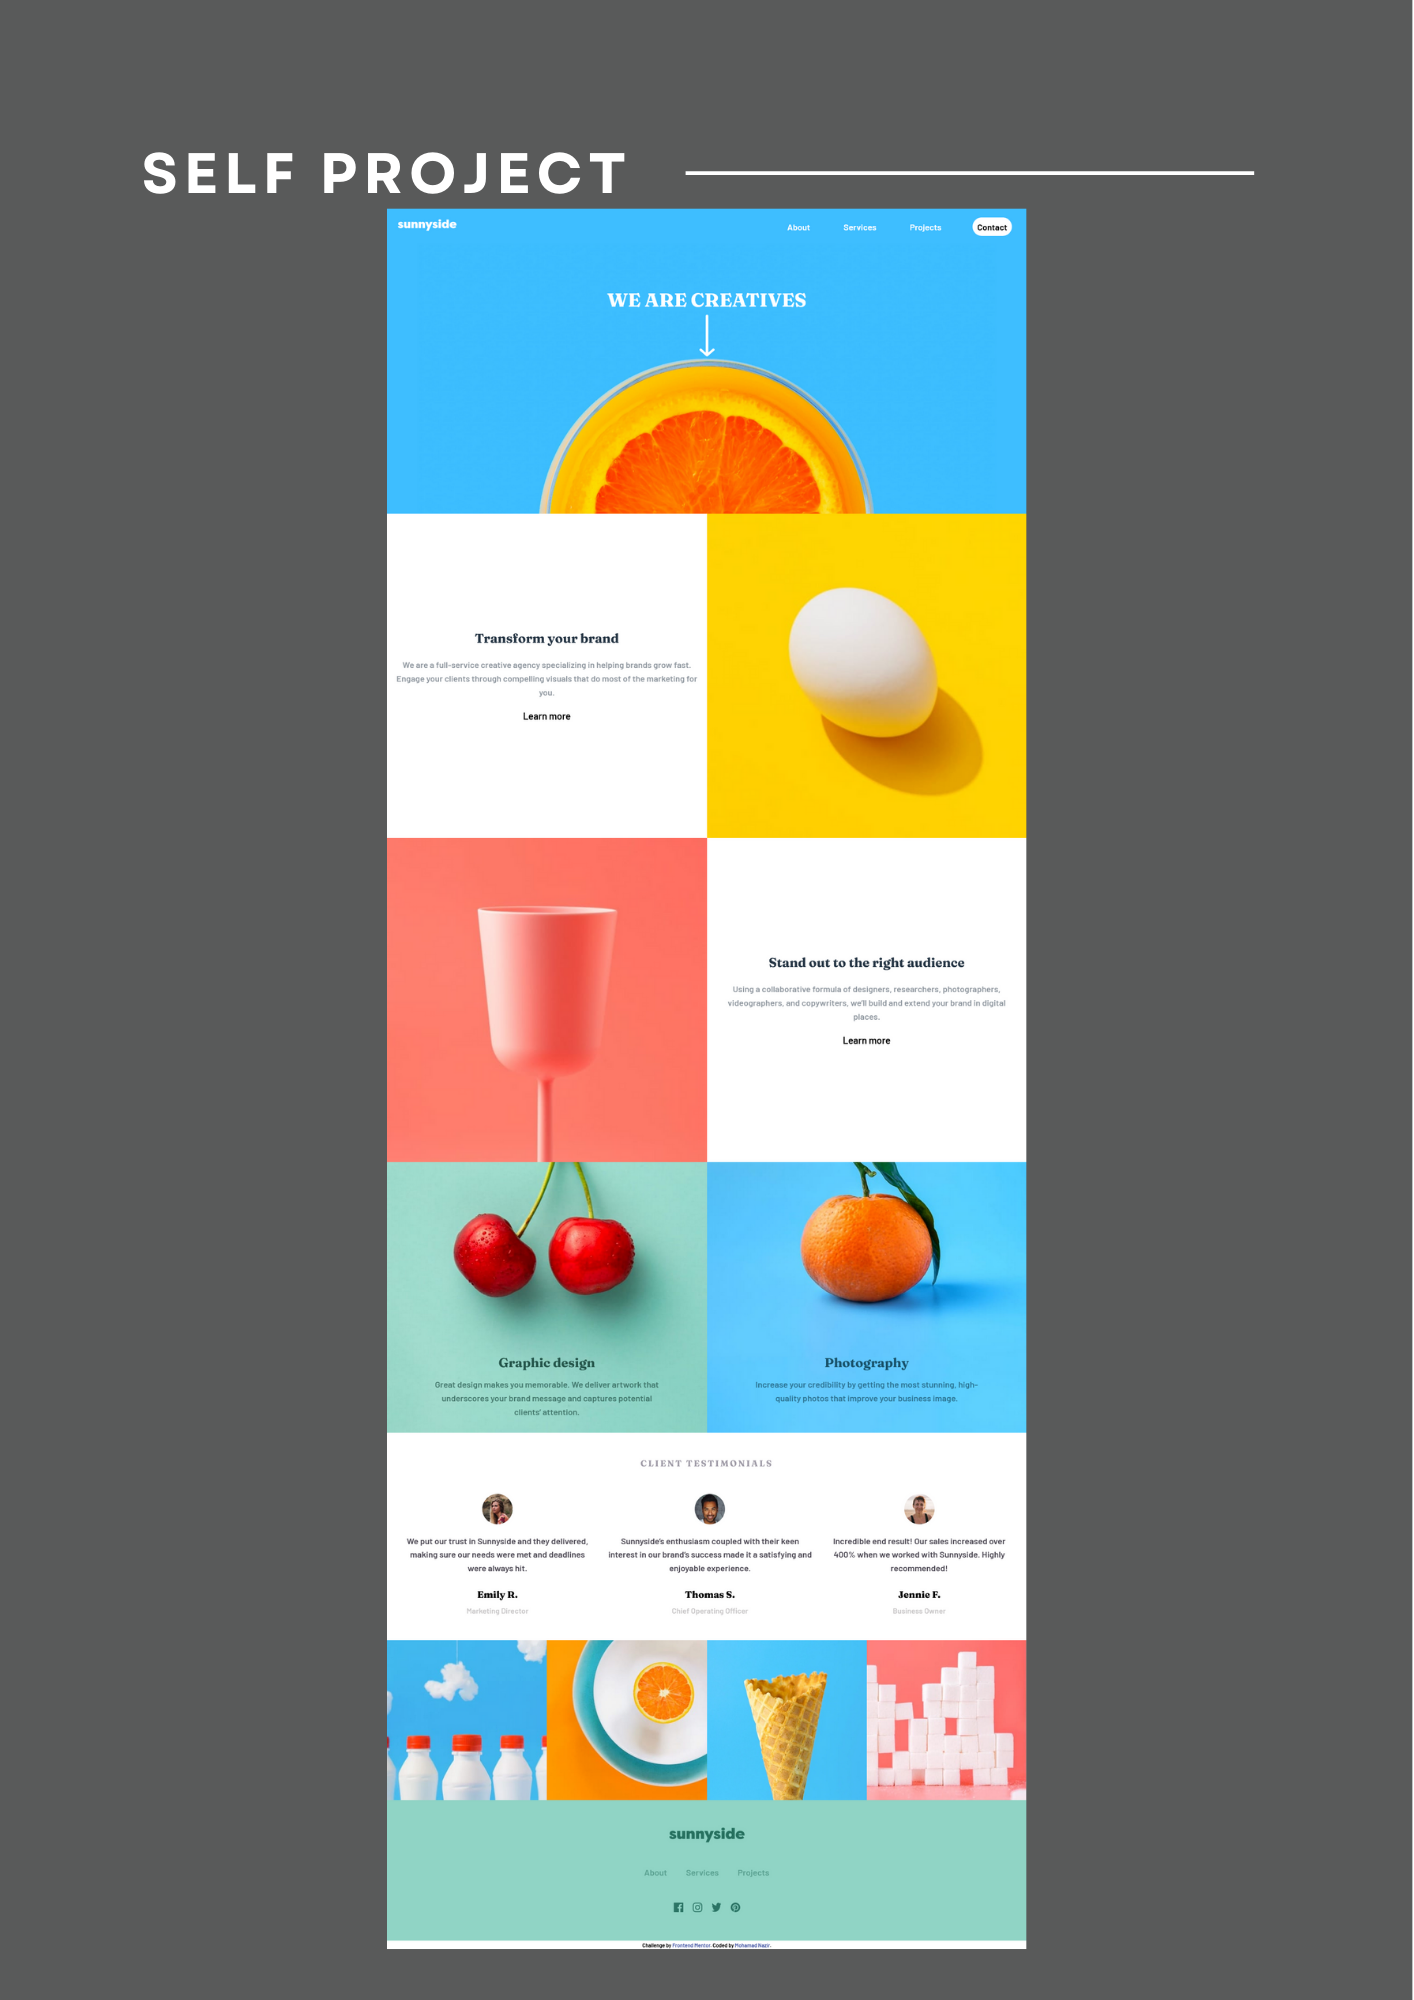 SELF PROJECT
sunnyside
About Services Projects Contact
WE ARE CREATIVES
Transform your brand
We are a full-service creative agency specializing in helping brands grow fast.
Engage your clients through compelling visuals that do most of the marketing for
you.
Learn more
Stand out to the right audience
Using a collaborative formula of designers, researchers, photographers,
videographers, and copywriters, we'll build and extend your brand in digital
places.
Learn more
Graphic design
Great design makes you memorable. We deliver artwork that
underscores your brand message and captures potential
clients' attention.
Photography
Increase your credibility by getting the most stunning, high-
quality photos that improve your business image.
CLIENT TESTIMONIALS
We put our trust in Sunnyside and they delivered,
making sure our needs were met and deadlines
were always hit.
Emily R.
Marketing Director
Sunnyside's enthusiasm coupled with their keen
interest in our brand's success made it a satisfying and
enjoyable experience.
Thomas S.
Chief Operating Officer
Incredible end result! Our sales increased over
400% when we worked with Sunnyside. Highly
recommended!
Jennie F.
Business Owner
sunnyside
About Services Projects
Challenge by Frontend Mentor. Coded by Mohamad Nazir.